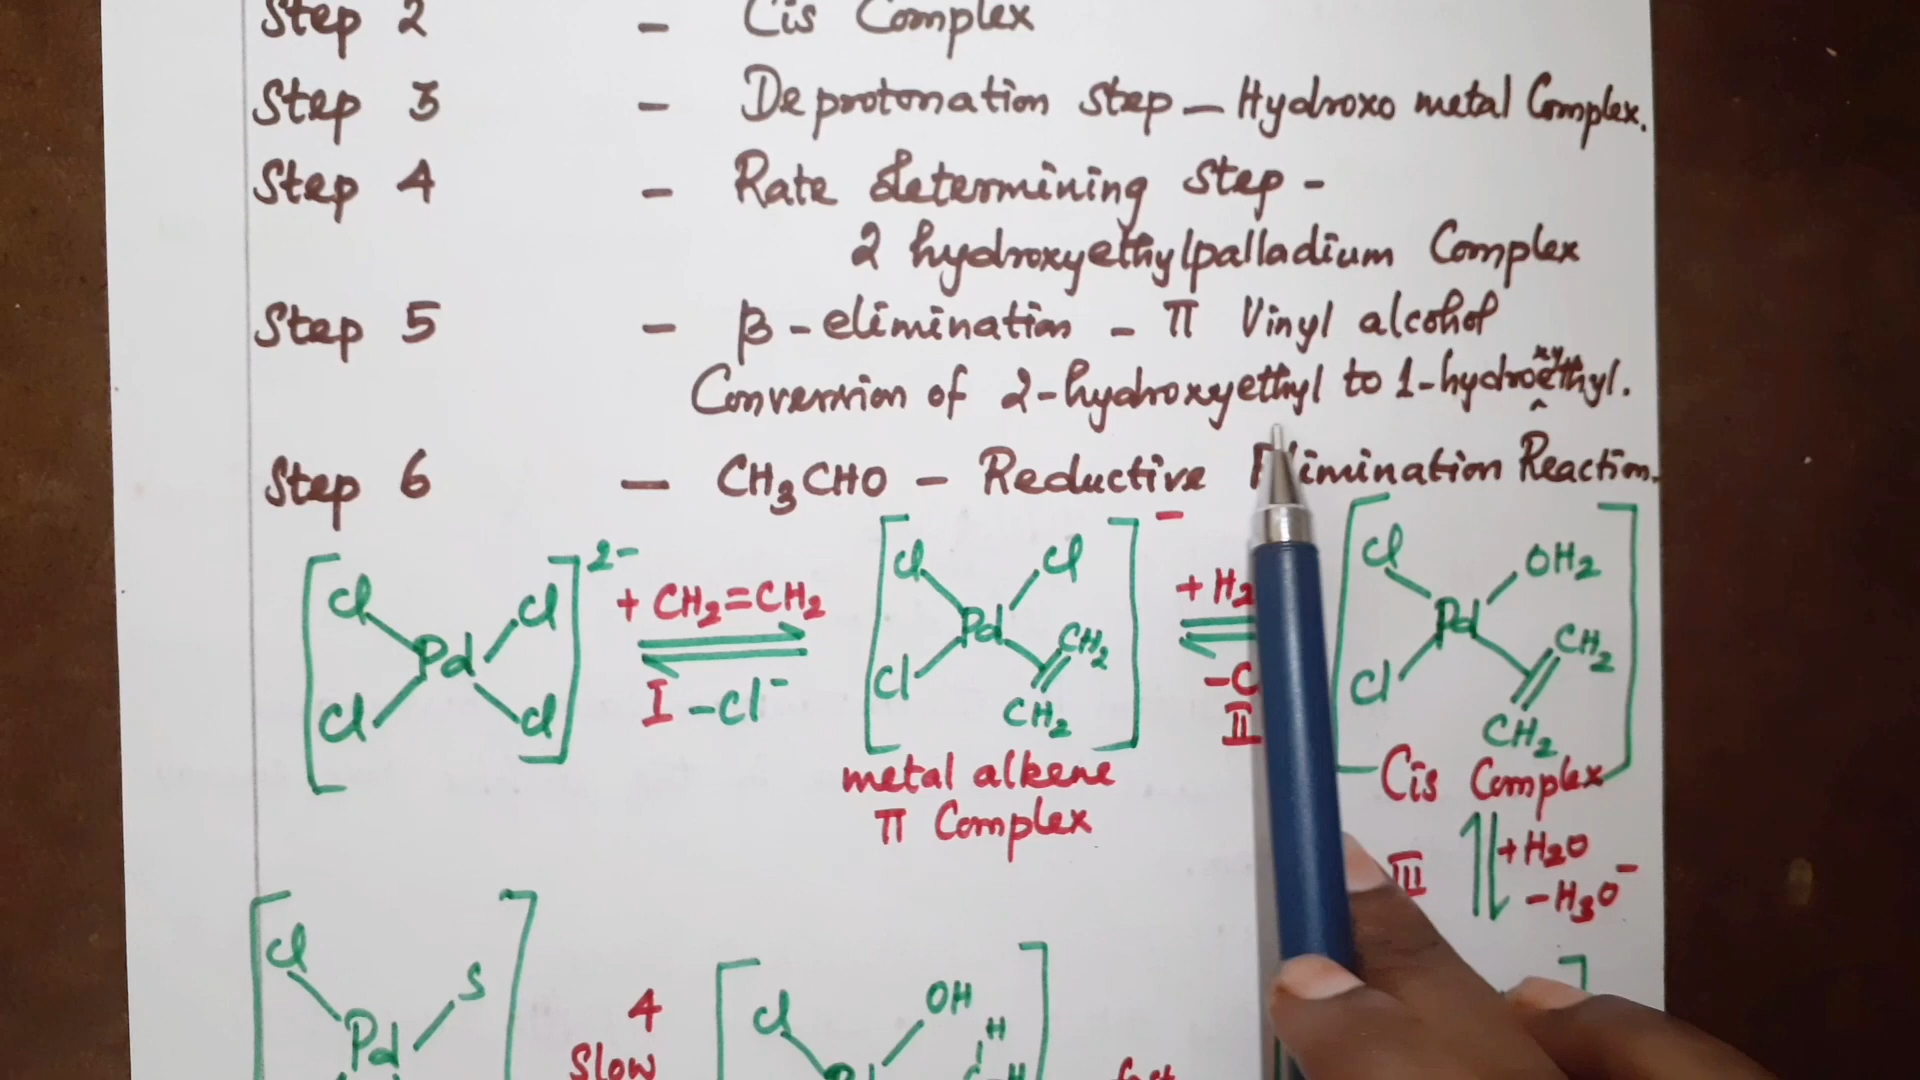 Step 2 - Cis Complex
Step 3 - Deprotonation Step - Hydroxo metal Complex.
Step 4 - Rate determining Step -
2 hydroxyethylpalladium Complex
Step 5 - β-elimination - π Vinyl alcohol
Conversion of 2-hydroxyethyl to 1-hydroxyethyl.
Step 6 - CH3CHO - Reductive Elimination Reaction.
[Cl Cl Pd Cl Cl]2-
+ CH2=CH2
I -Cl-
[Cl Cl Pd CH2 Cl CH2]-
metal alkene
π Complex
+ H2
-C
II
[Cl OH2 Pd CH2 Cl CH2]
Cis Complex
III +H2O
-H3O-
Cl S
Pd
4
Slow
Cl OH
H